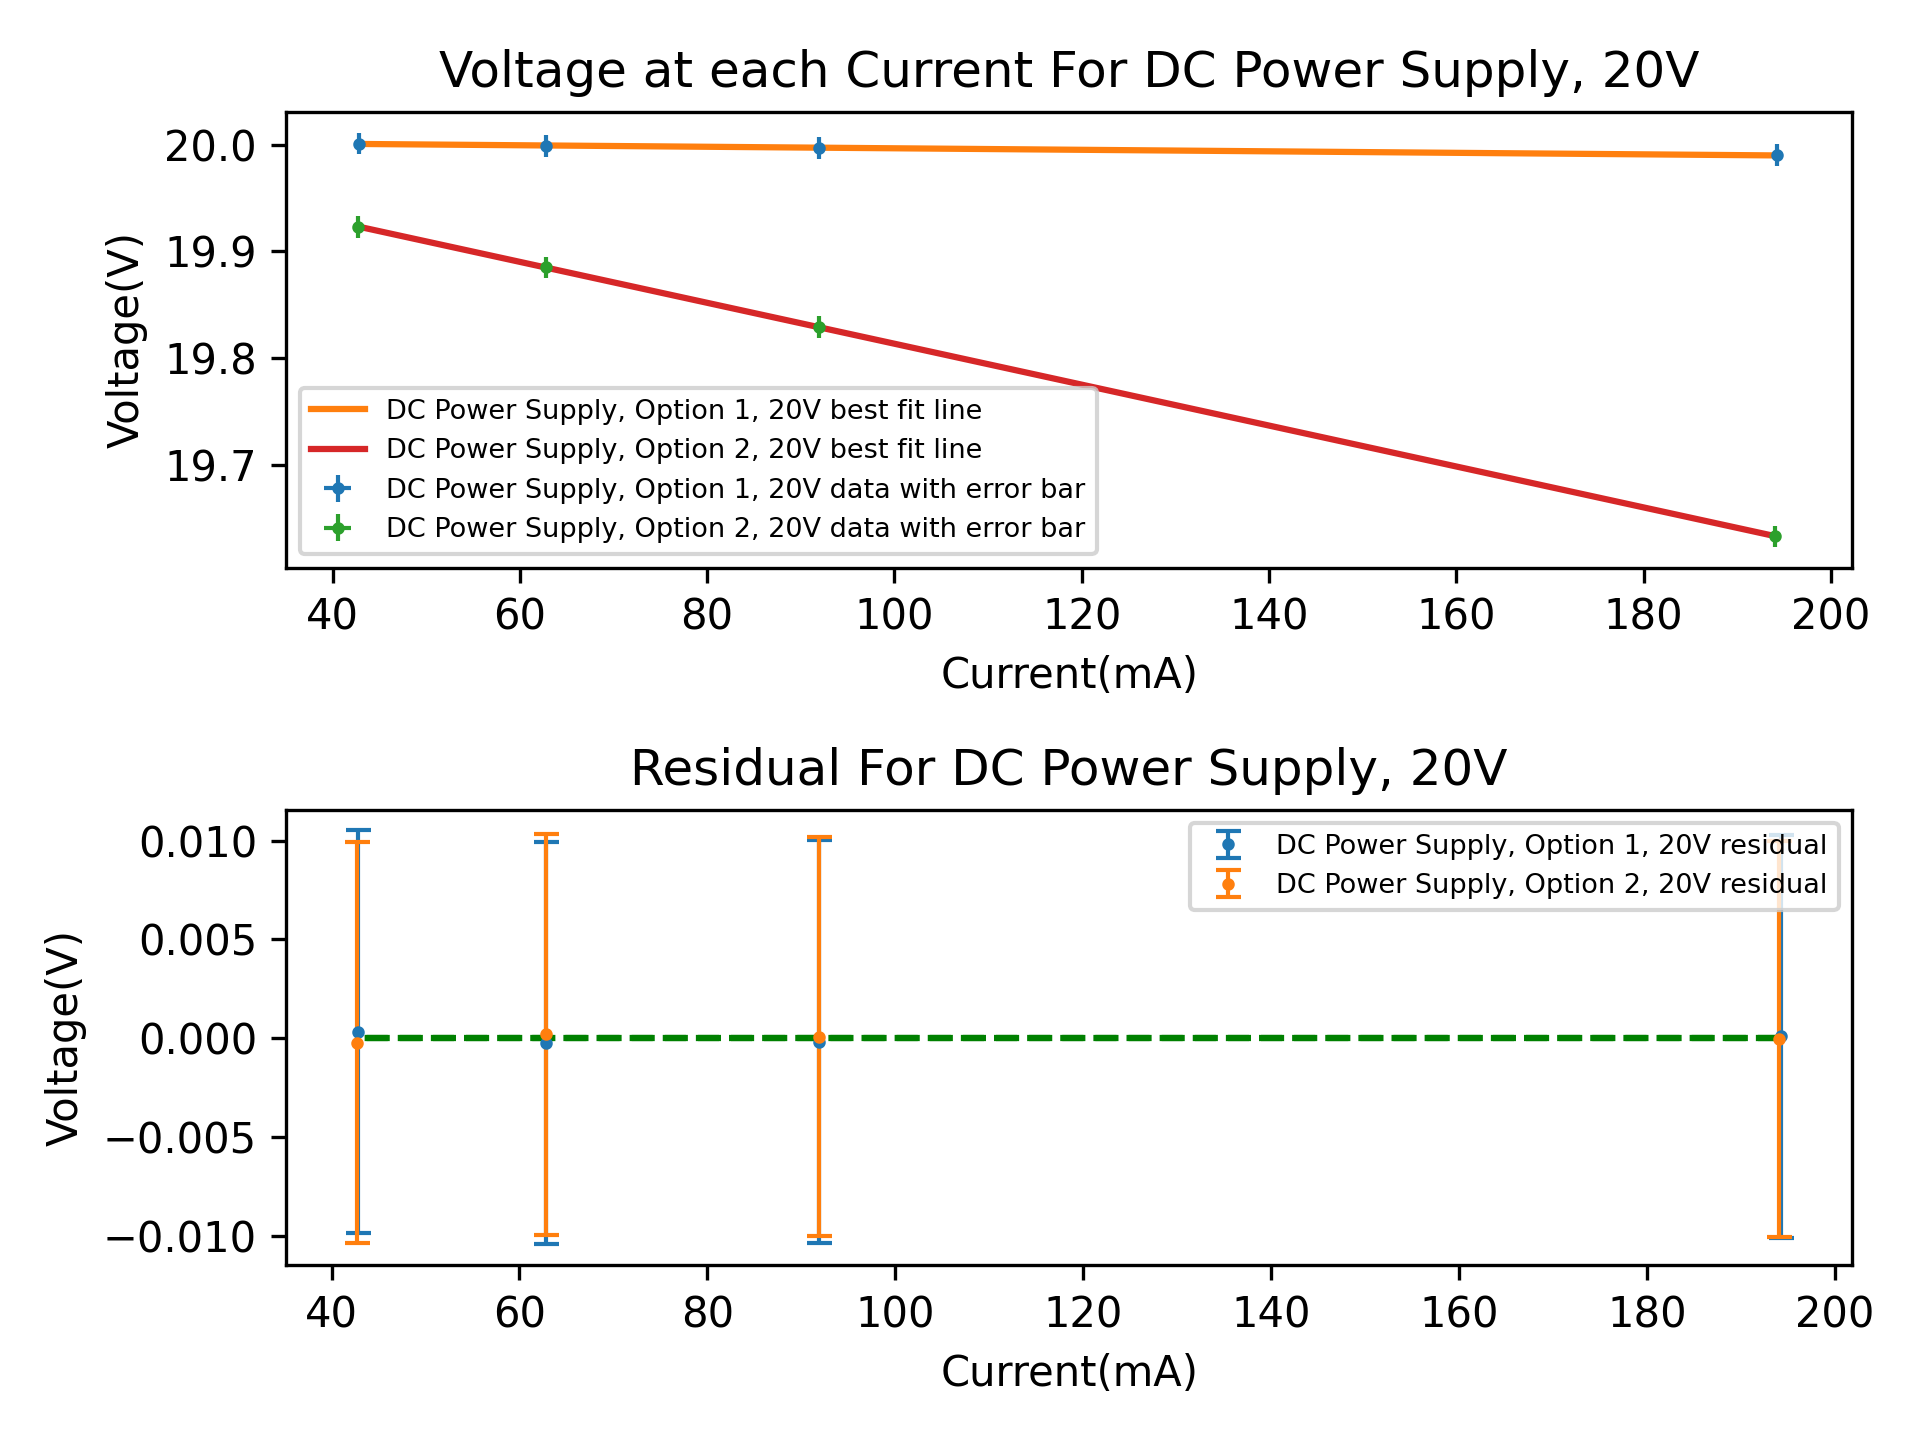 Voltage at each Current For DC Power Supply, 20V
Voltage(V)
20.0
19.9
19.8
19.7
DC Power Supply, Option 1, 20V best fit line
DC Power Supply, Option 2, 20V best fit line
DC Power Supply, Option 1, 20V data with error bar
DC Power Supply, Option 2, 20V data with error bar
40 60 80 100 120 140 160 180 200
Current(mA)
Residual For DC Power Supply, 20V
Voltage(V)
0.010
0.005
0.000
−0.005
−0.010
DC Power Supply, Option 1, 20V residual
DC Power Supply, Option 2, 20V residual
40 60 80 100 120 140 160 180 200
Current(mA)